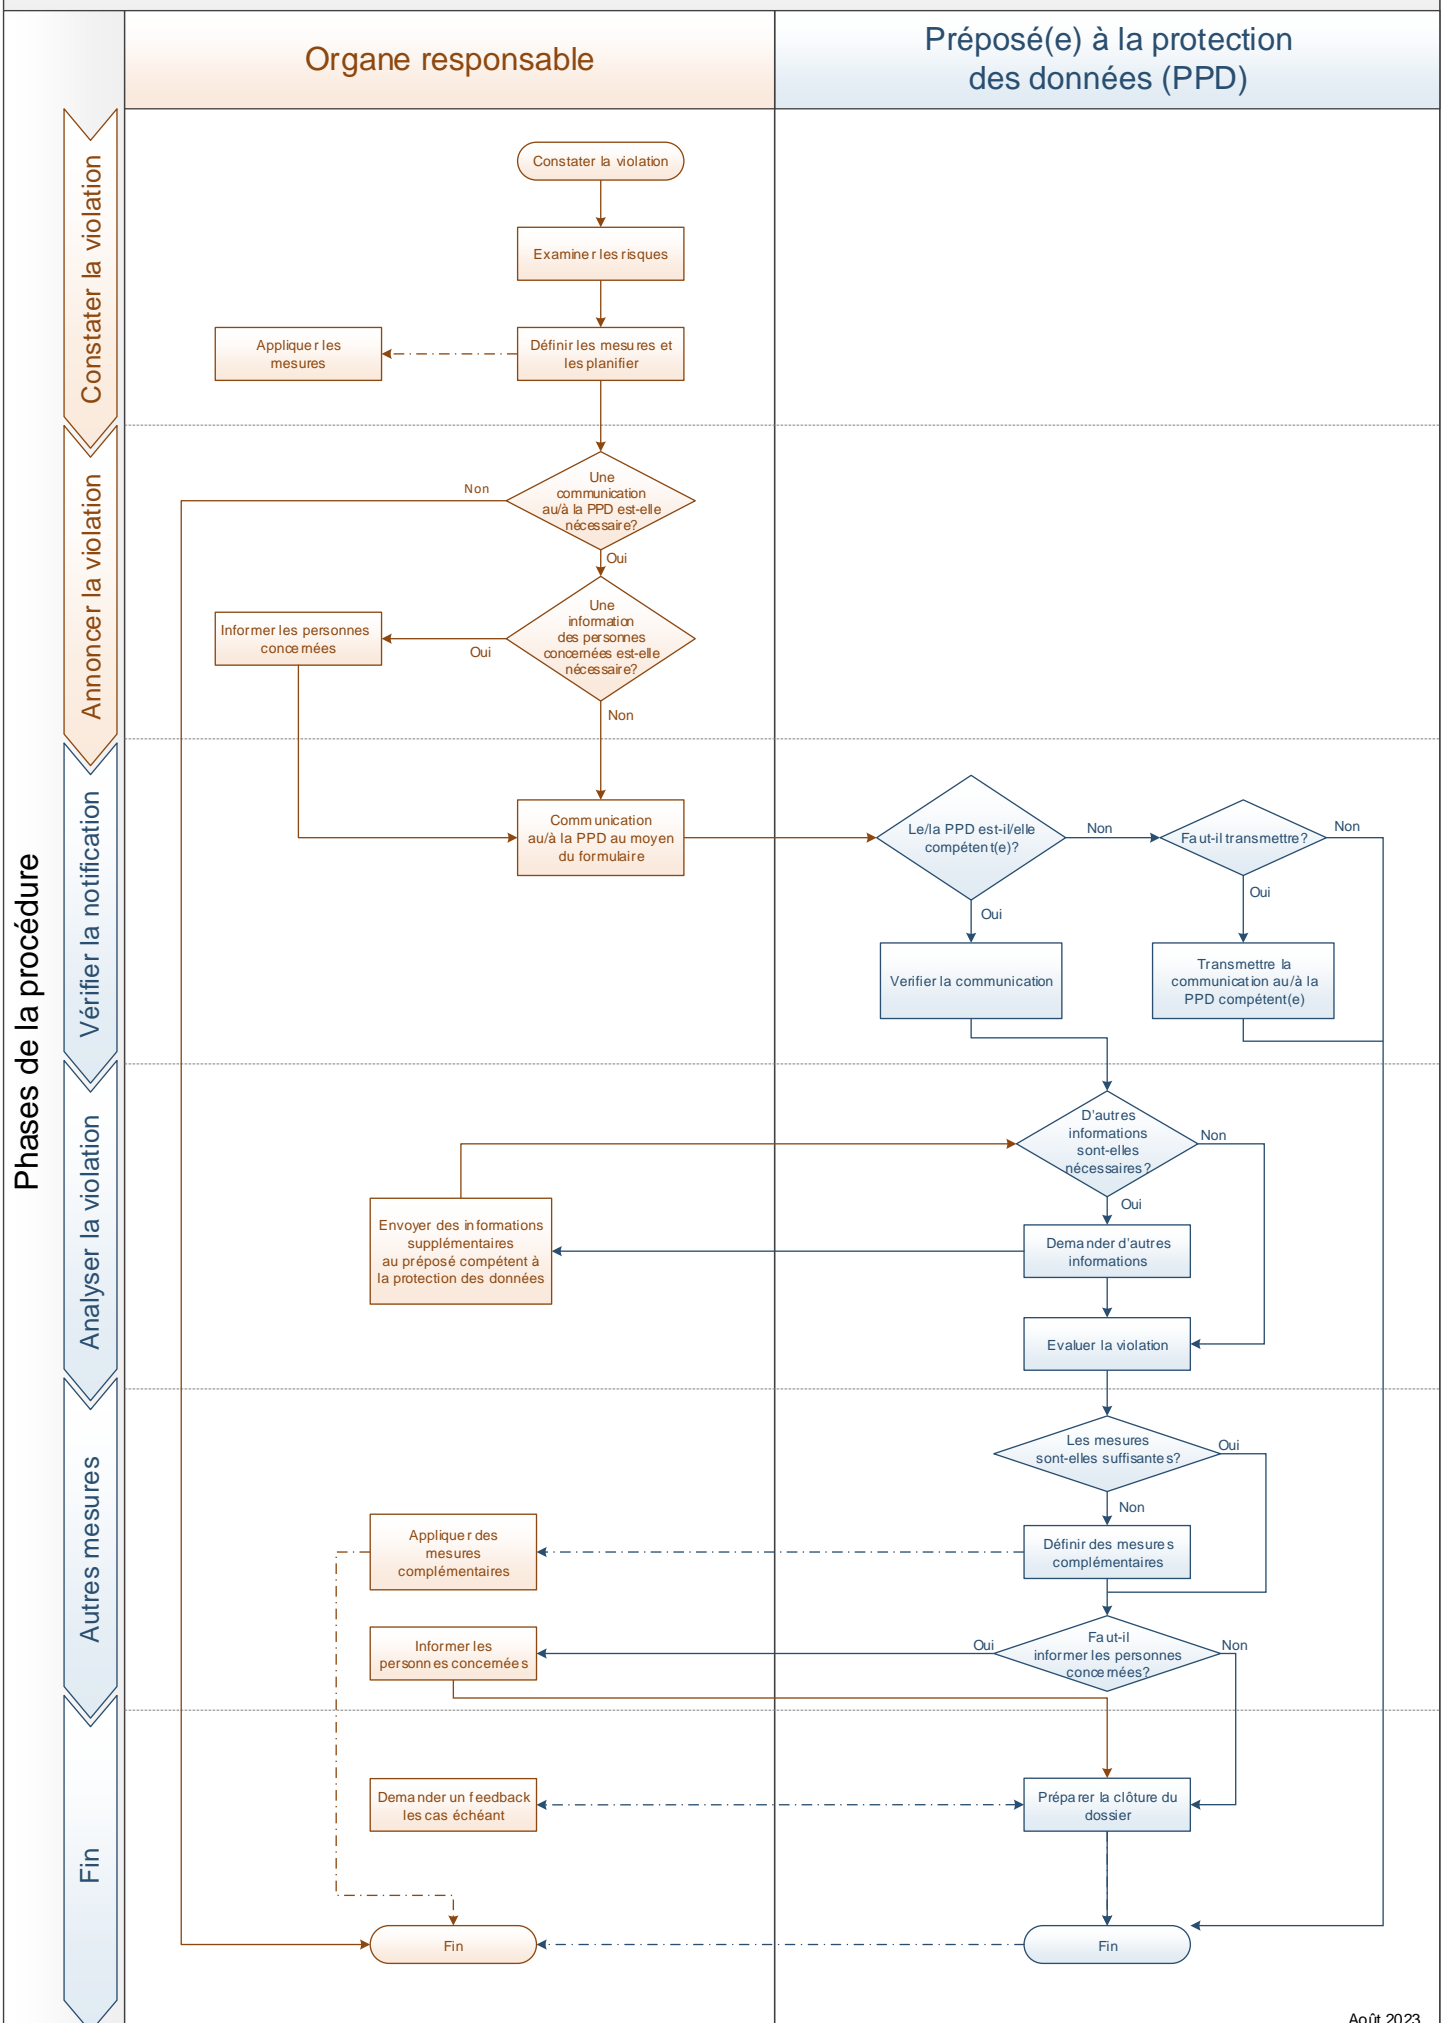 Organe responsable
Préposé(e) à la protection
des données (PPD)
Phases de la procédure
Constater la violation
Constater la violation
Examiner les risques
Appliquer les
mesures
Définir les mesures et
les planifier
Annoncer la violation
Une
communication
au/à la PPD est-elle
nécessaire?
Non
Oui
Une
information
des personnes
concernées est-elle
nécessaire?
Informer les personnes
concernées
Oui
Non
Vérifier la notification
Communication
au/à la PPD au moyen
du formulaire
Le/la PPD est-il/elle
compétent(e)?
Non
Faut-il transmettre?
Non
Oui
Oui
Verifier la communication
Transmettre la
communication au/à la
PPD compétent(e)
Analyser la violation
D'autres
informations
sont-elles
nécessaires?
Non
Oui
Envoyer des informations
supplémentaires
au préposé compétent à
la protection des données
Demander d'autres
informations
Evaluer la violation
Autres mesures
Les mesures
sont-elles suffisantes?
Oui
Non
Appliquer des
mesures
complémentaires
Définir des mesures
complémentaires
Informer les
personnes concernées
Oui
Faut-il
informer les personnes
concernées?
Non
Fin
Demander un feedback
les cas échéant
Préparer la clôture du
dossier
Fin
Fin
Août 2023